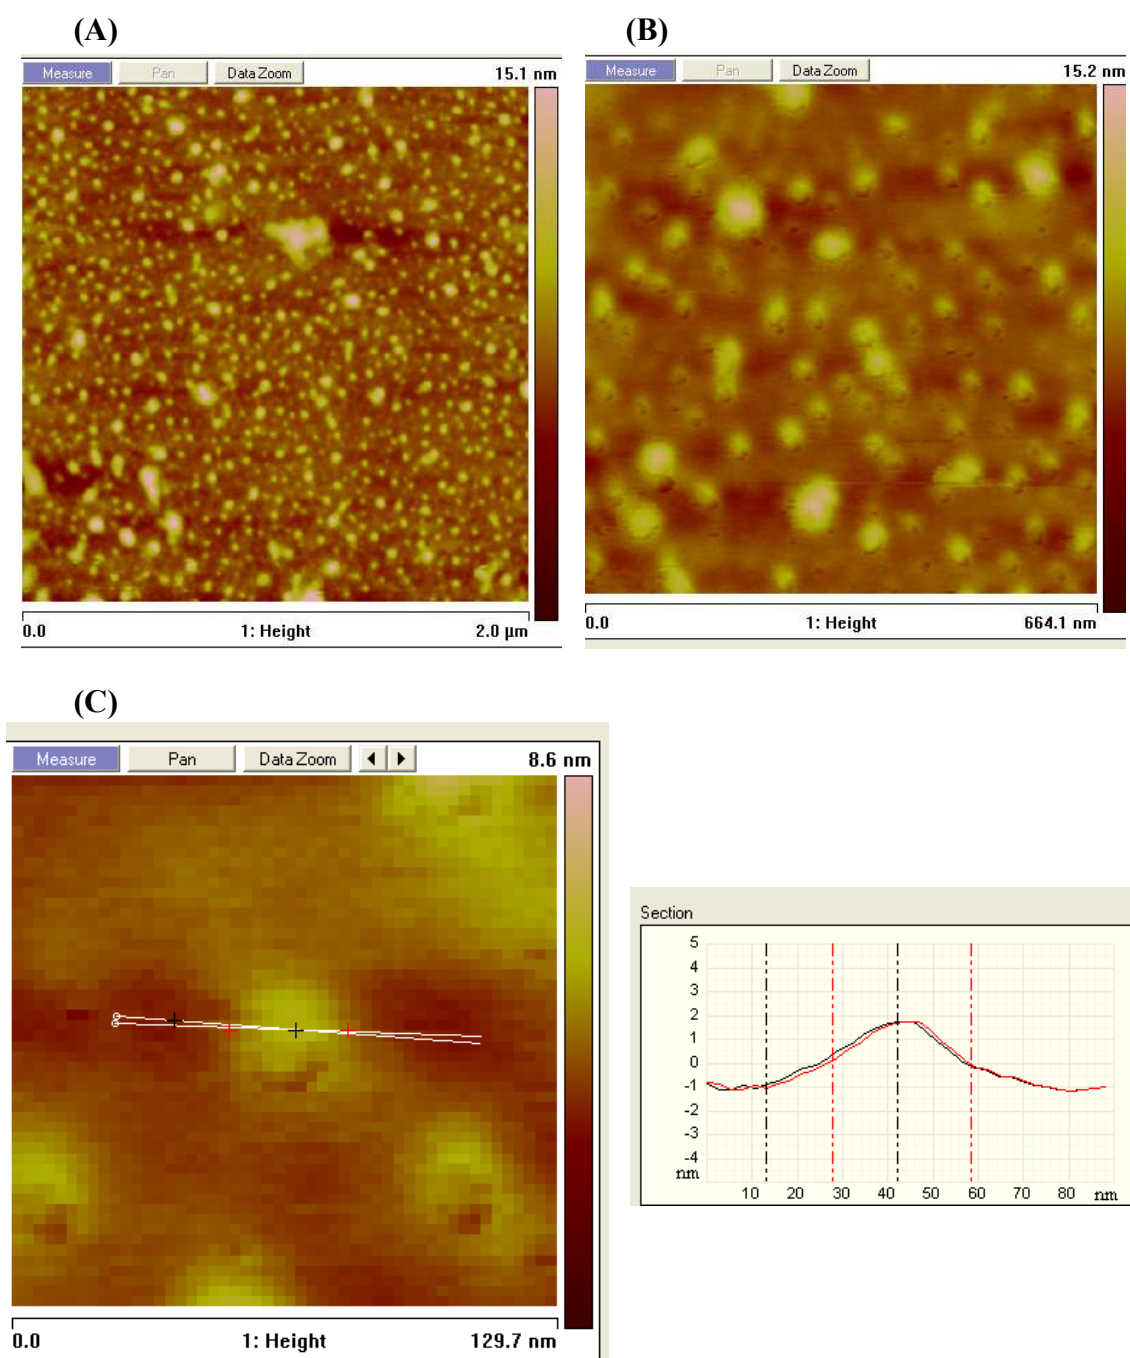 (A) (B)
Measure Pan Data Zoom 15.1 nm
Measure Pan Data Zoom 15.2 nm
0.0 1: Height 2.0 µm
0.0 1: Height 664.1 nm
(C)
Measure Pan Data Zoom 8.6 nm
0.0 1: Height 129.7 nm
Section
5
4
3
2
1
0
-1
-2
-3
-4
nm
10 20 30 40 50 60 70 80 nm